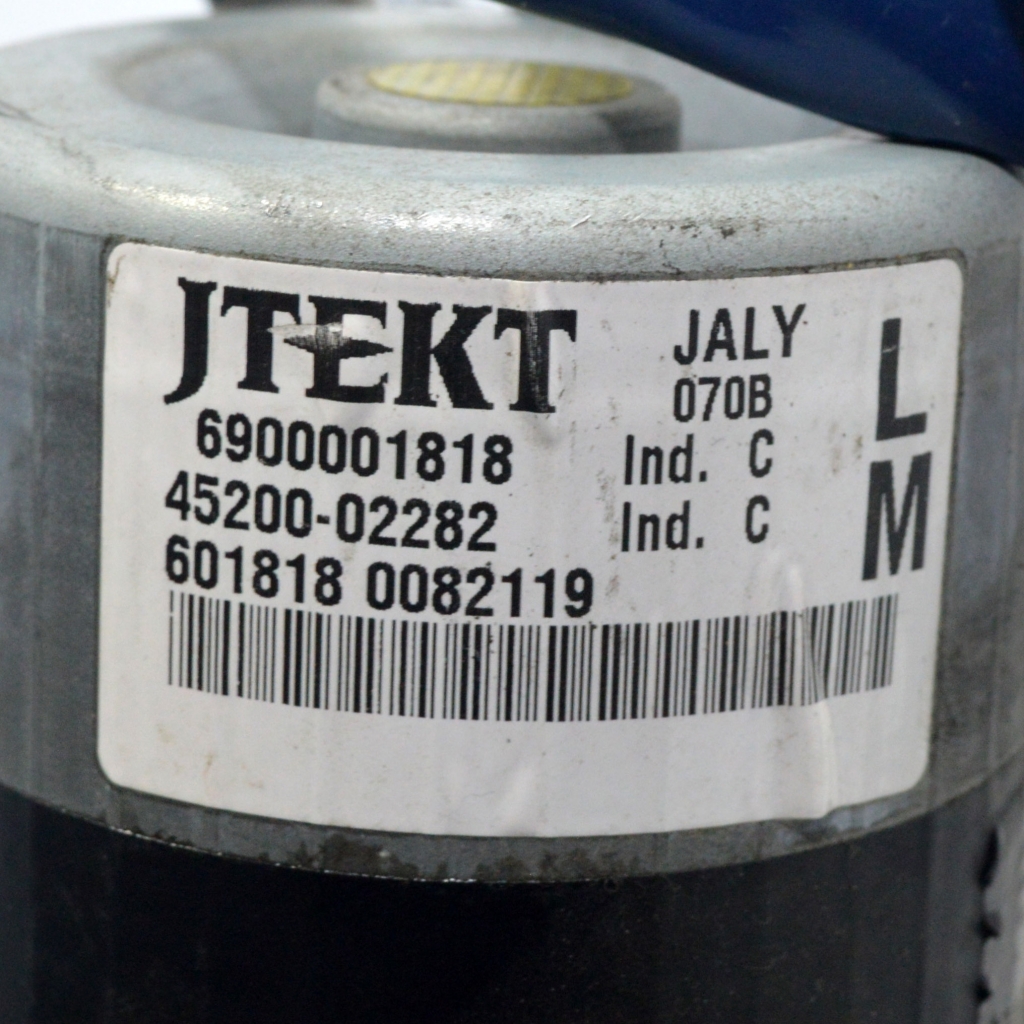 JTEKT JALY
070B
6900001818 Ind. C
45200-02282 Ind. C
601818 0082119
L
M